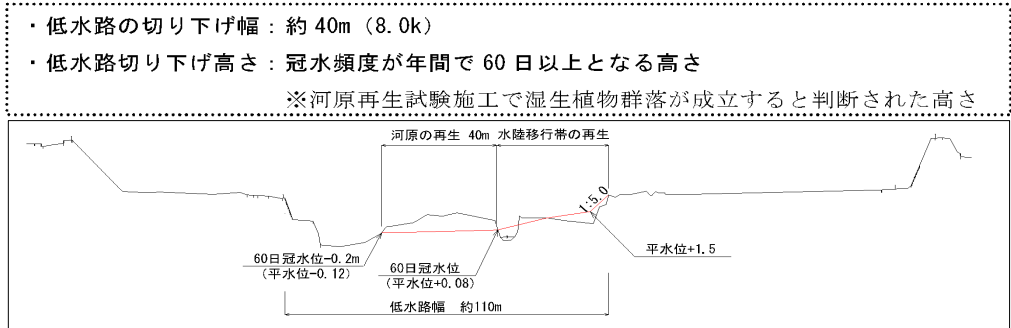 ・低水路の切り下げ幅：約40m（8.0k）
・低水路切り下げ高さ：冠水頻度が年間で60日以上となる高さ
※河原再生試験施工で湿生植物群落が成立すると判断された高さ
河原の再生 40m 水陸移行帯の再生
1:5.0
平水位+1.5
60日冠水位-0.2m
(平水位-0.12)
60日冠水位
(平水位+0.08)
低水路幅 約110m